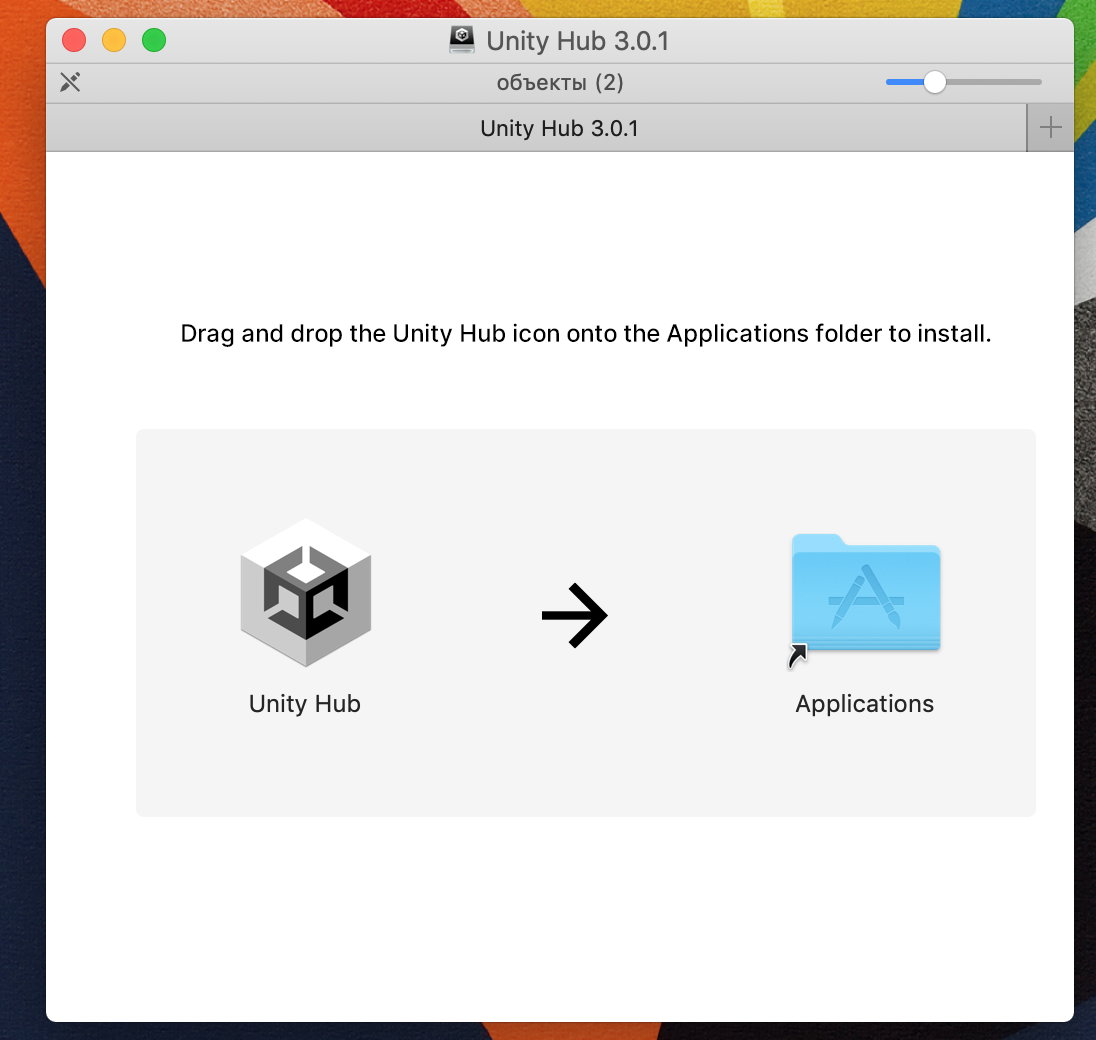 Unity Hub 3.0.1
объекты (2)
Unity Hub 3.0.1
Drag and drop the Unity Hub icon onto the Applications folder to install.
Unity Hub
Applications